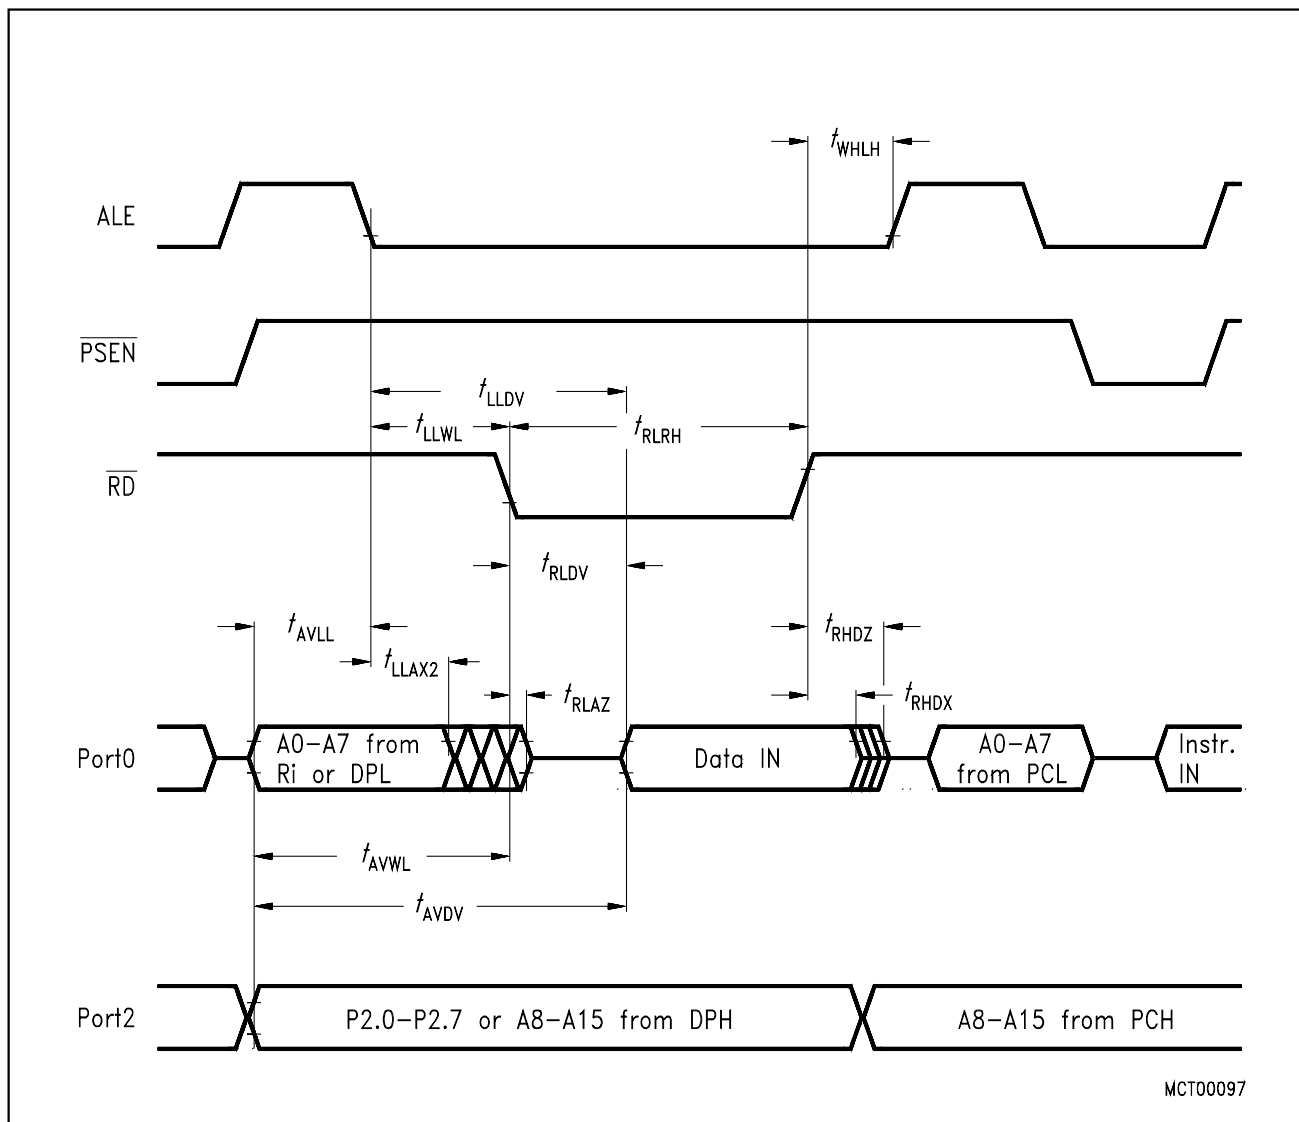 tWHLH
ALE
PSEN
tLLDV
tLLWL
tRLRH
RD
tRLDV
tAVLL
tRHDZ
tLLAX2
tRLAZ
tRHDX
Port0
A0-A7 from
Ri or DPL
Data IN
A0-A7
from PCL
Instr.
IN
tAVWL
tAVDV
Port2
P2.0-P2.7 or A8-A15 from DPH
A8-A15 from PCH
MCT00097